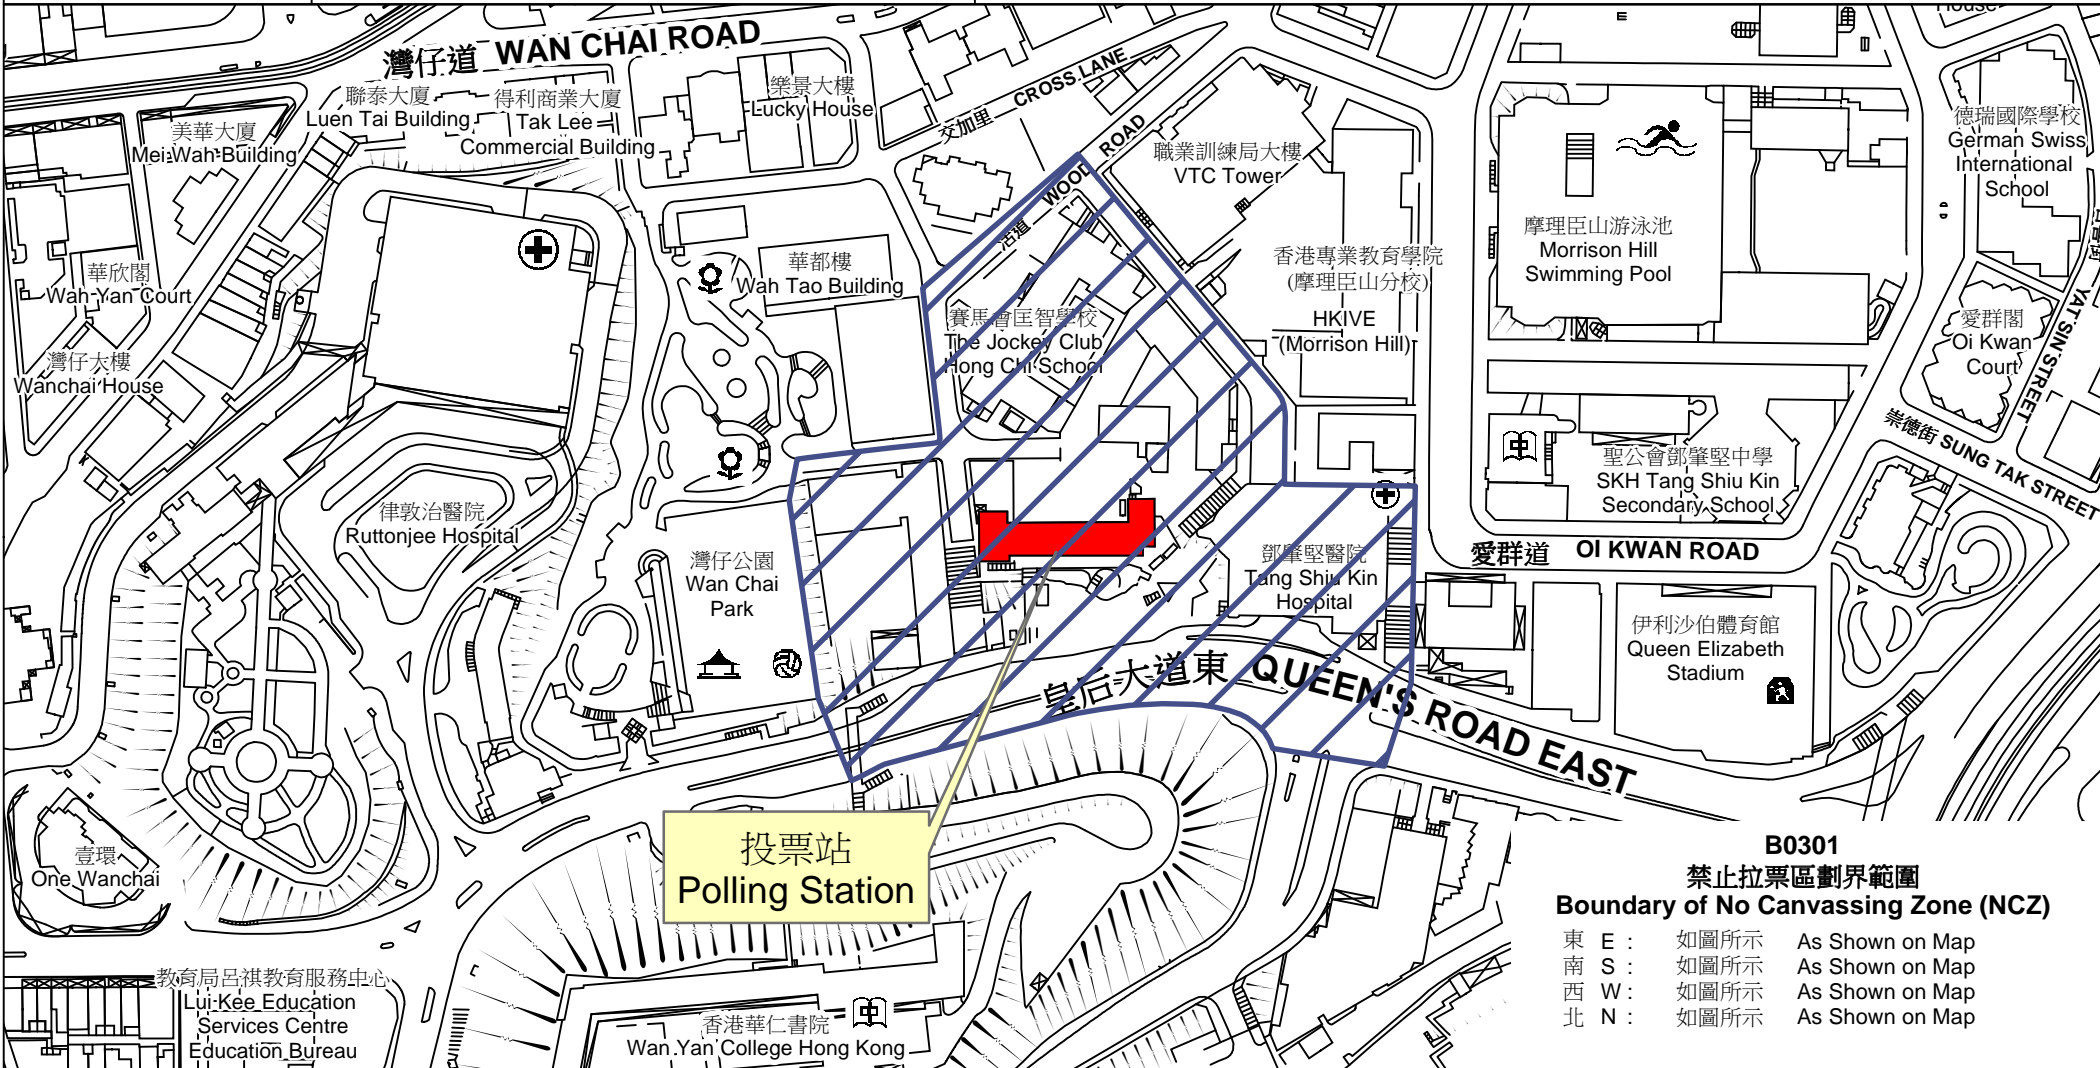 灣仔道 WAN CHAI ROAD
House
聯泰大廈
Luen Tai Building
得利商業大廈
Tak Lee
Commercial Building
樂景大樓
Lucky House
交加里 CROSS LANE
美華大廈
Mei Wah Building
活道 WOOD ROAD
職業訓練局大樓
VTC Tower
德瑞國際學校
German Swiss
International
School
摩理臣山游泳池
Morrison Hill
Swimming Pool
華欣閣
Wah Yan Court
華都樓
Wah Tao Building
香港專業教育學院
(摩理臣山分校)
HKIVE
(Morrison Hill)
YAT SIN STREET
愛群閣
Oi Kwan
Court
賽馬會匡智學校
The Jockey Club
Hong Chi School
灣仔大樓
Wanchai House
崇德街 SUNG TAK STREET
中
聖公會鄧肇堅中學
SKH Tang Shiu Kin
Secondary School
律敦治醫院
Ruttonjee Hospital
灣仔公園
Wan Chai
Park
鄧肇堅醫院
Tang Shiu Kin
Hospital
愛群道 OI KWAN ROAD
伊利沙伯體育館
Queen Elizabeth
Stadium
皇后大道東 QUEEN'S ROAD EAST
投票站
Polling Station
壹環
One Wanchai
B0301
禁止拉票區劃界範圍
Boundary of No Canvassing Zone (NCZ)
東 E : 如圖所示 As Shown on Map
南 S : 如圖所示 As Shown on Map
西 W : 如圖所示 As Shown on Map
北 N : 如圖所示 As Shown on Map
教育局呂祺教育服務中心
Lui Kee Education
Services Centre
Education Bureau
中
香港華仁書院
Wan Yan College Hong Kong